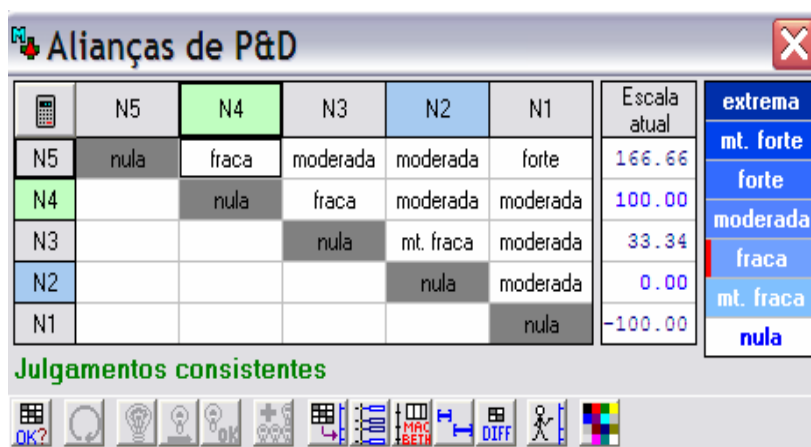 Alianças de P&D
N5 N4 N3 N2 N1 Escala atual
N5 nula fraca moderada moderada forte 166.66
N4 nula fraca moderada moderada 100.00
N3 nula mt. fraca moderada 33.34
N2 nula moderada 0.00
N1 nula -100.00
extrema
mt. forte
forte
moderada
fraca
mt. fraca
nula
Julgamentos consistentes
OK? OK MAC BETH DIFF